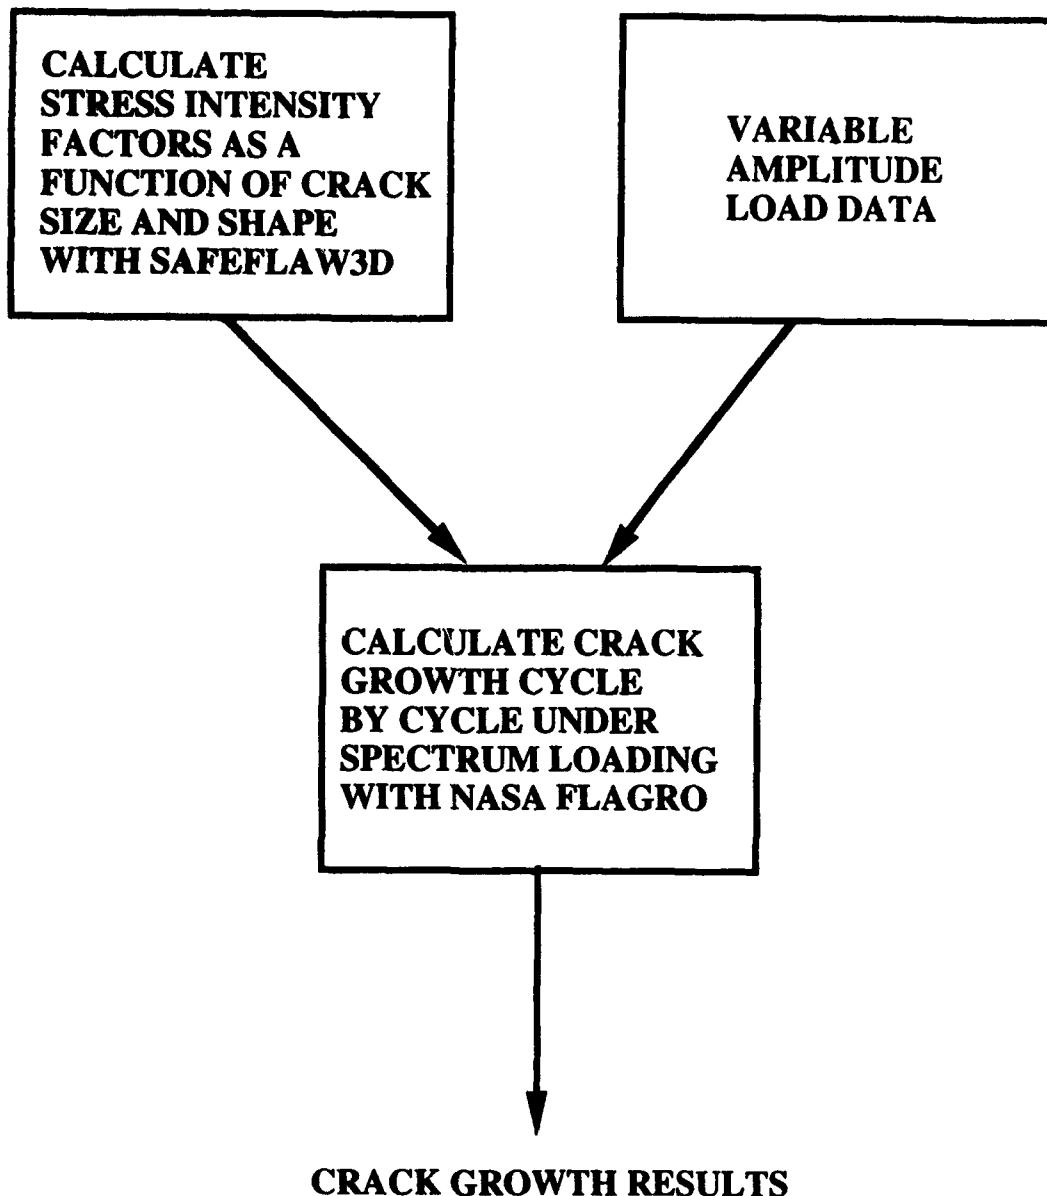 CALCULATE
STRESS INTENSITY
FACTORS AS A
FUNCTION OF CRACK
SIZE AND SHAPE
WITH SAFEFLAW3D
VARIABLE
AMPLITUDE
LOAD DATA
CALCULATE CRACK
GROWTH CYCLE
BY CYCLE UNDER
SPECTRUM LOADING
WITH NASA FLAGRO
CRACK GROWTH RESULTS